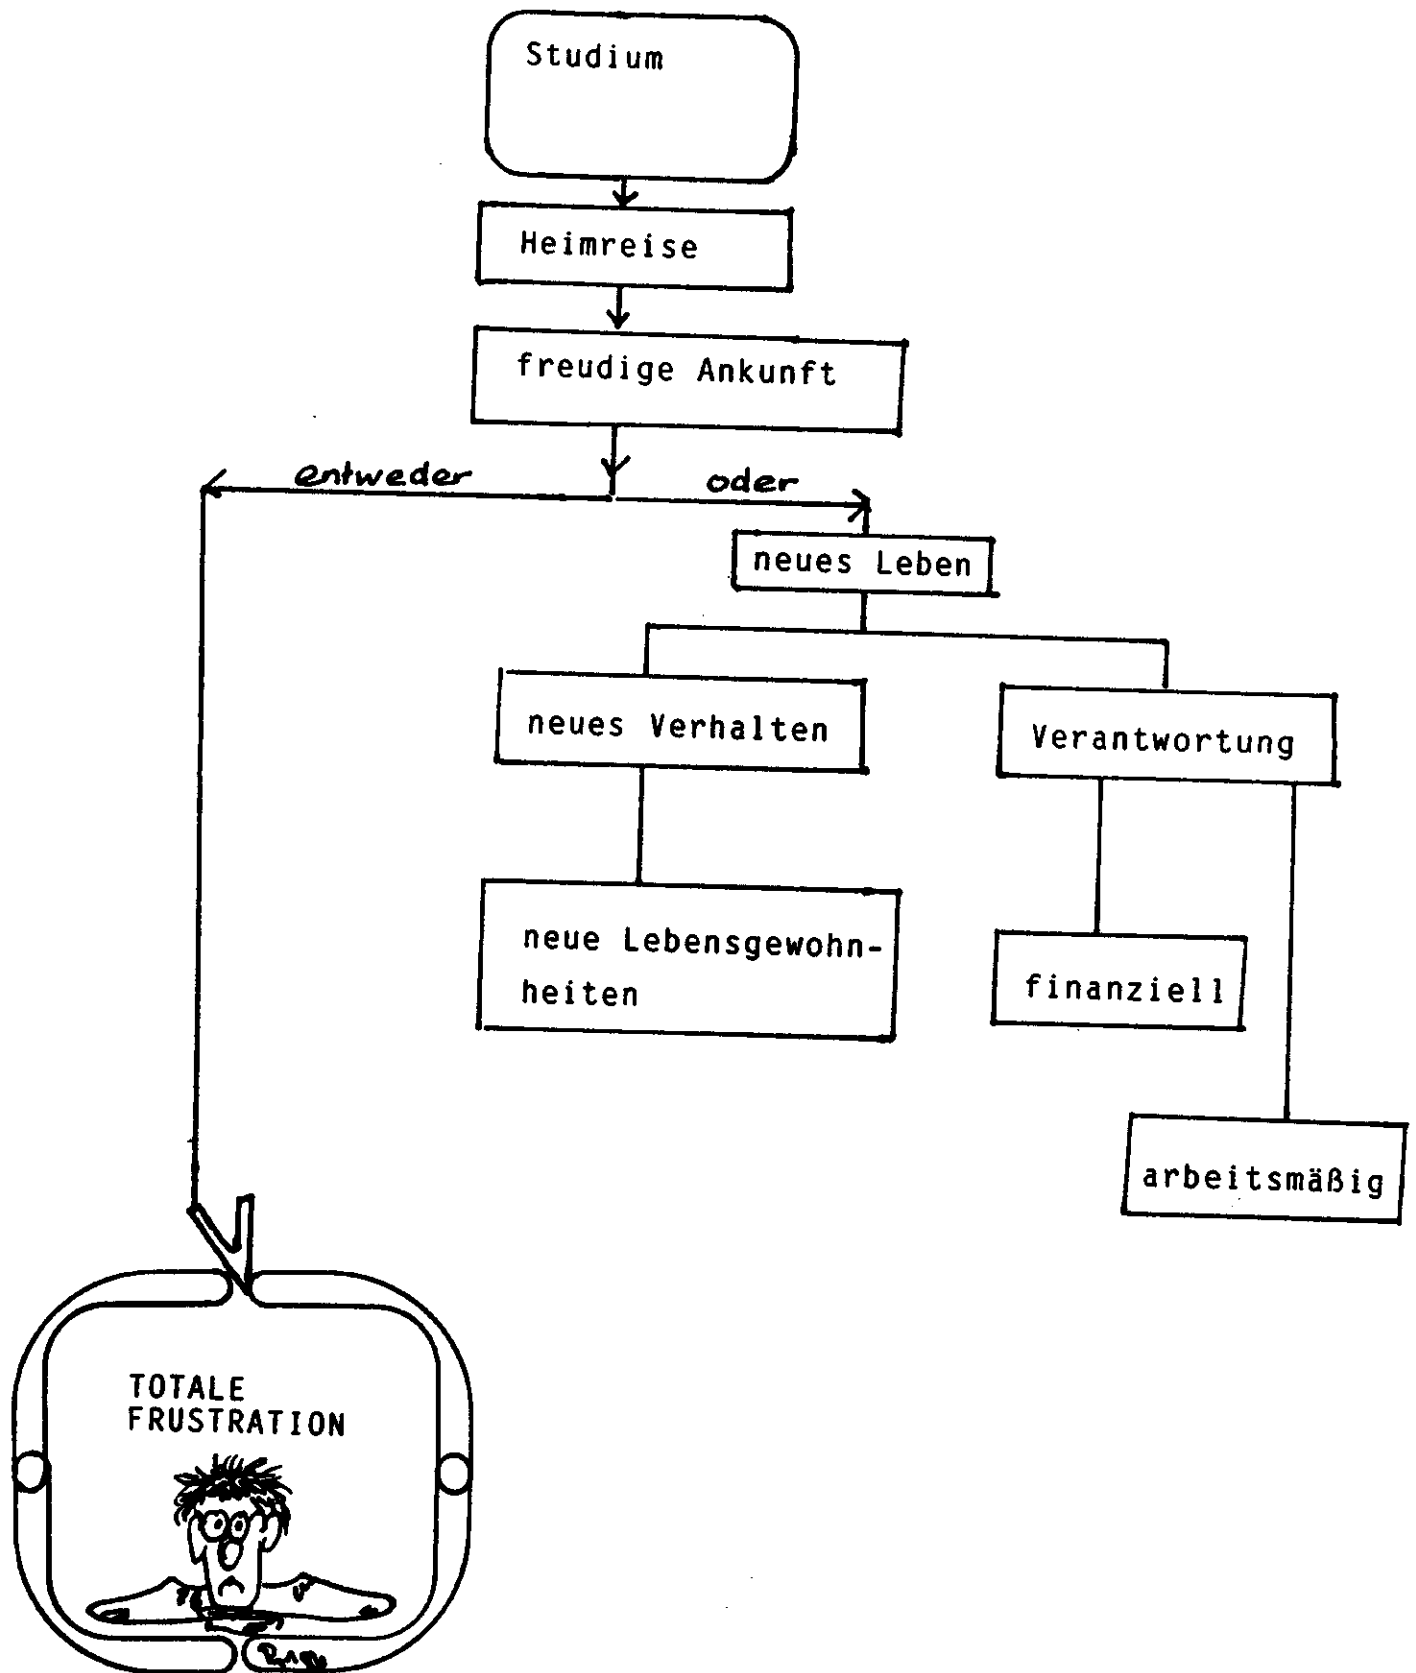 Studium
Heimreise
freudige Ankunft
entweder
oder
neues Leben
neues Verhalten
Verantwortung
neue Lebensgewohn-
heiten
finanziell
arbeitsmäßig
TOTALE
FRUSTRATION